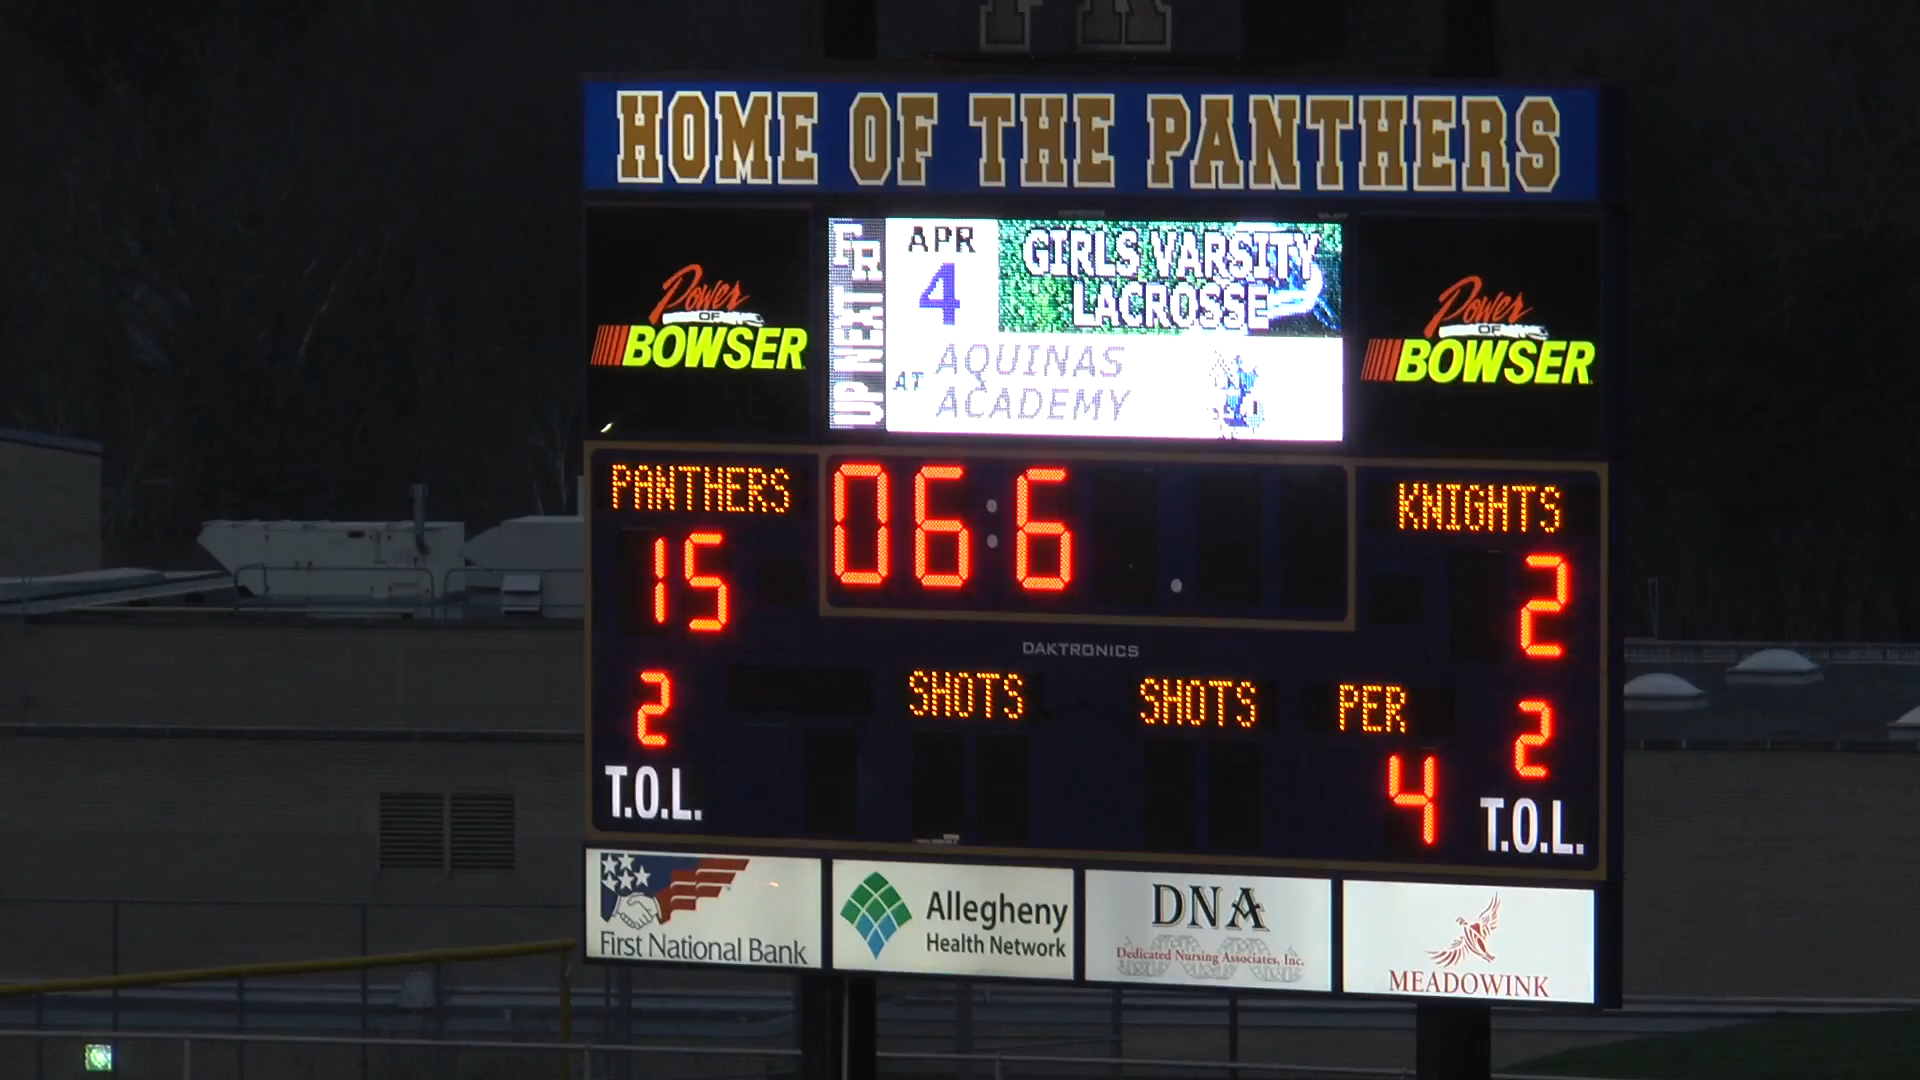 FR
HOME OF THE PANTHERS
Power
OF
BOWSER
FR
UP NEXT
APR
4
GIRLS VARSITY
LACROSSE
AT
AQUINAS
ACADEMY
Power
OF
BOWSER
PANTHERS
15
06:6
KNIGHTS
2
DAKTRONICS
2
T.O.L.
SHOTS
SHOTS
PER
4
2
T.O.L.
First National Bank
Allegheny
Health Network
DNA
Dedicated Nursing Associates, Inc.
MEADOWINK